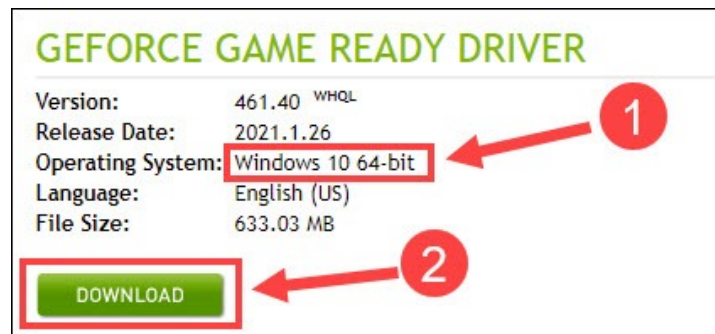 GEFORCE GAME READY DRIVER
Version: 461.40 WHQL
Release Date: 2021.1.26
Operating System: Windows 10 64-bit
Language: English (US)
File Size: 633.03 MB
DOWNLOAD
1
2